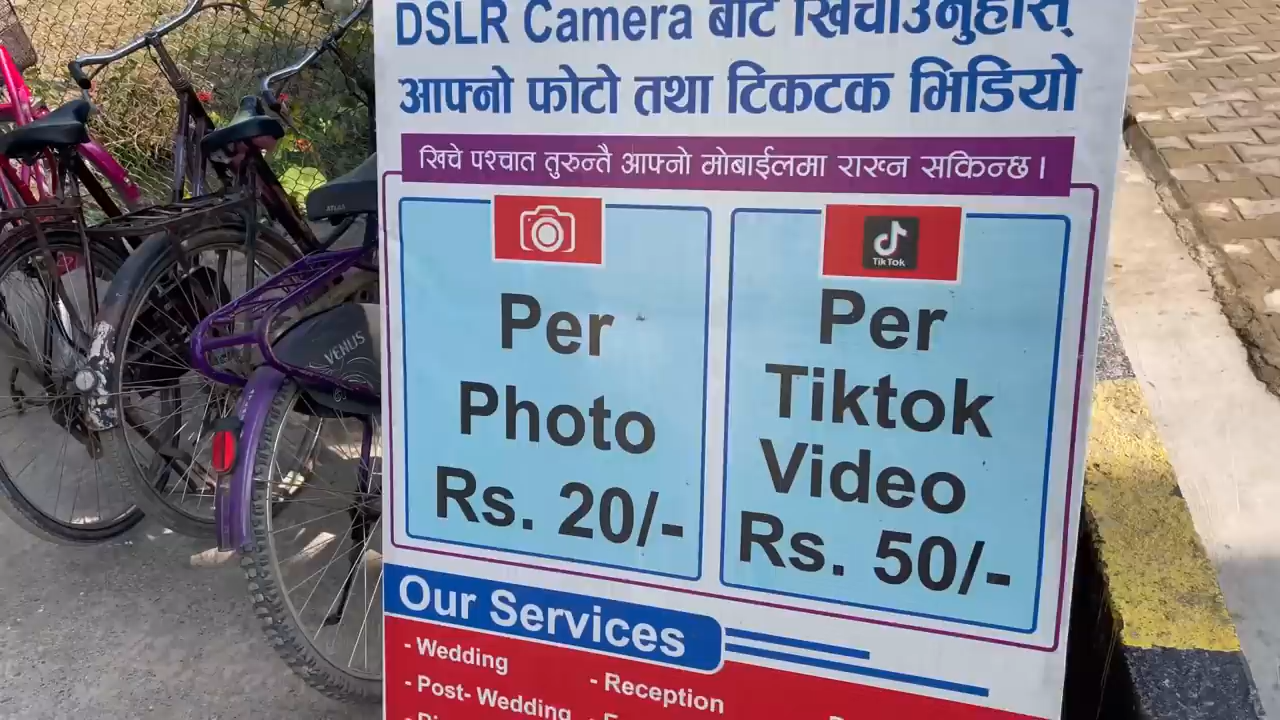 DSLR Camera बाट खिचाउनुहोस्
आफ्नो फोटो तथा टिकटक भिडियो
खिचे पश्चात तुरुन्तै आफ्नो मोबाईलमा राख्न सकिन्छ।
TikTok
Per
Photo
Rs. 20/-
Per
Tiktok
Video
Rs. 50/-
Our Services
- Wedding
- Reception
- Post- Wedding
VENUS
ATLAS